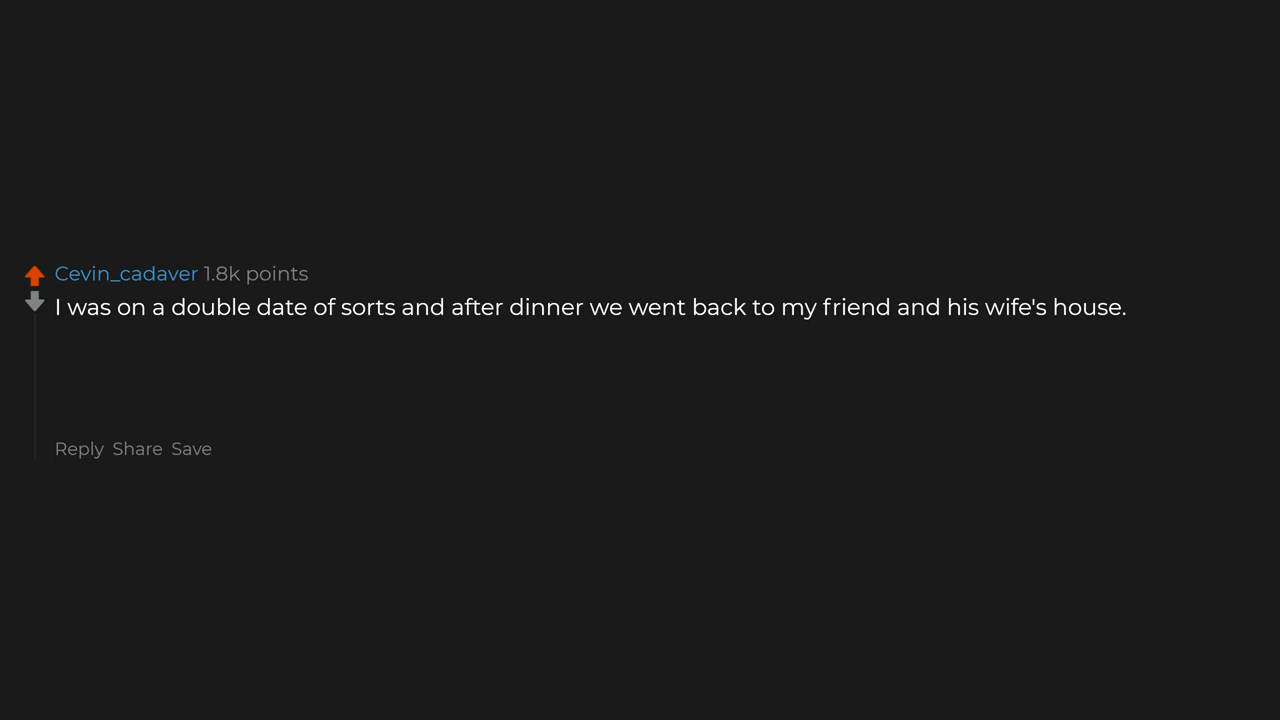 Cevin_cadaver 1.8k points
I was on a double date of sorts and after dinner we went back to my friend and his wife's house.
Reply Share Save